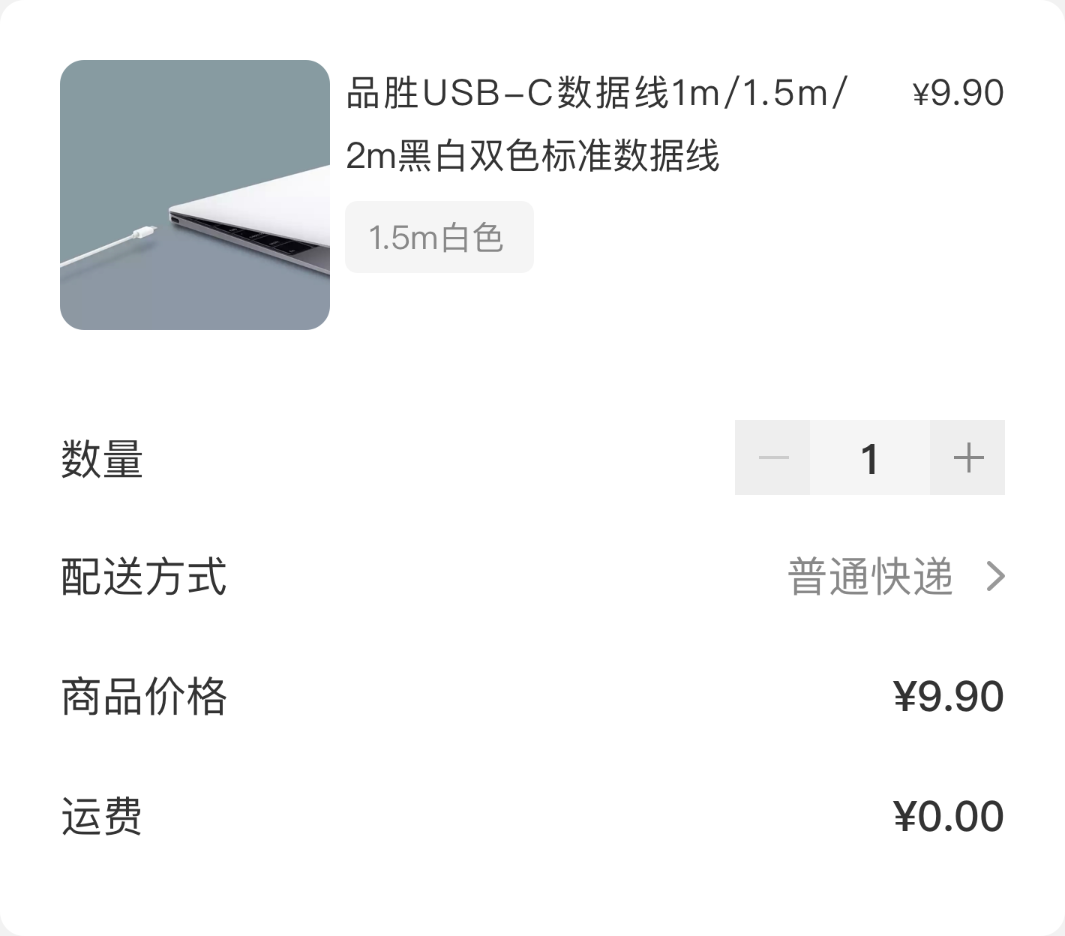 品胜USB-C数据线1m/1.5m/ ¥9.90
2m黑白双色标准数据线
1.5m白色
数量 1
配送方式 普通快递
商品价格 ¥9.90
运费 ¥0.00